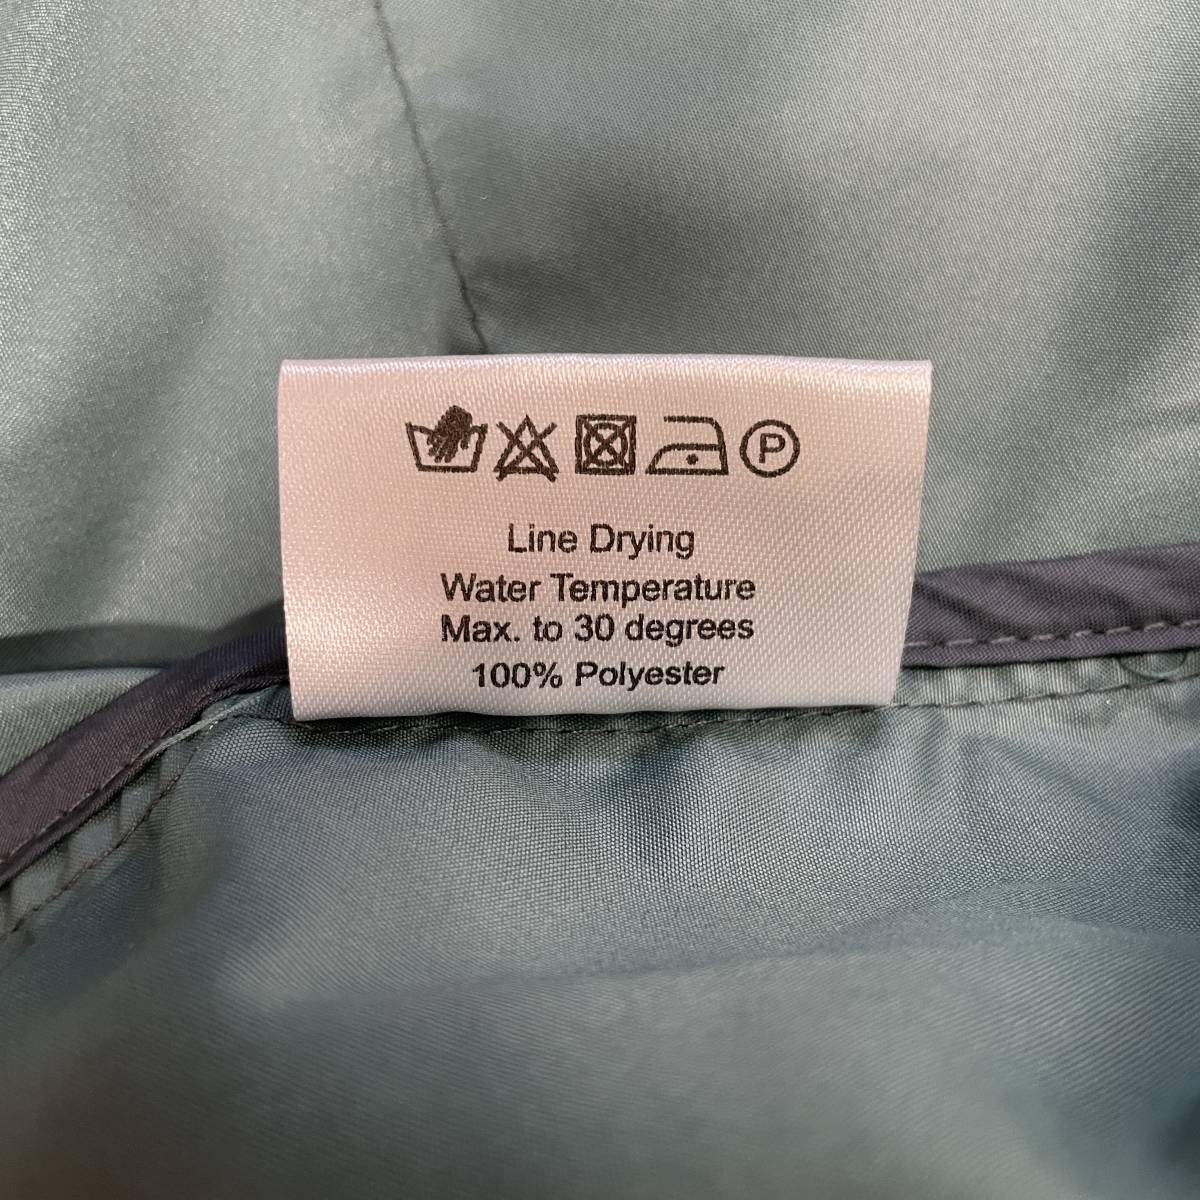 P
Line Drying
Water Temperature
Max. to 30 degrees
100% Polyester